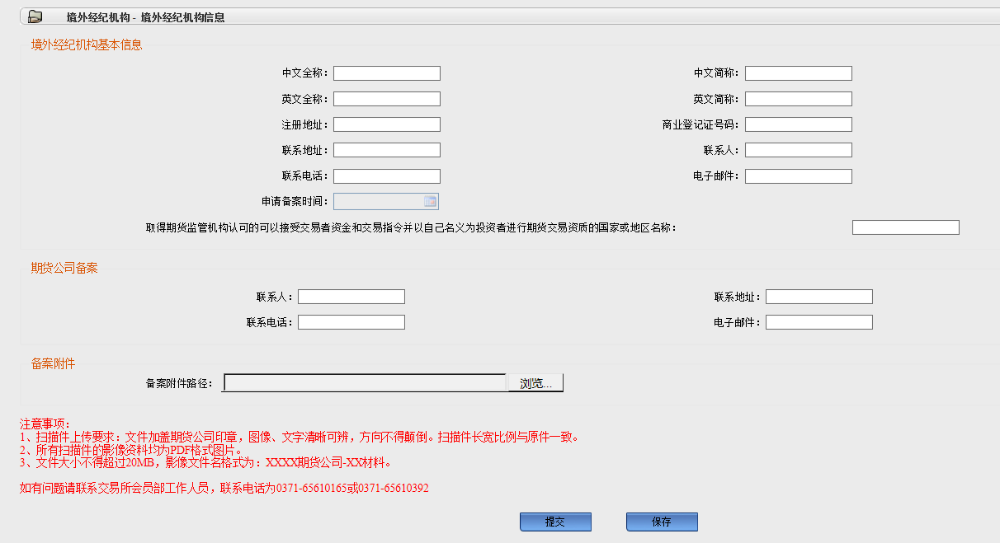 境外经纪机构 - 境外经纪机构信息
境外经纪机构基本信息
中文全称： 中文简称：
英文全称： 英文简称：
注册地址： 商业登记证号码：
联系地址： 联系人：
联系电话： 电子邮件：
申请备案时间：
取得期货监管机构认可的可以接受交易者资金和交易指令并以自己名义为投资者进行期货交易资质的国家或地区名称：
期货公司备案
联系人： 联系地址：
联系电话： 电子邮件：
备案附件
备案附件路径： 浏览...
注意事项：
1、扫描件上传要求：文件加盖期货公司印章，图像、文字清晰可辨，方向不得颠倒。扫描件长宽比例与原件一致。
2、所有扫描件的影像资料均为PDF格式图片。
3、文件大小不得超过20MB，影像文件名格式为：XXXX期货公司-XX材料。
如有问题请联系交易所会员部工作人员，联系电话为0371-65610165或0371-65610392
提交 保存